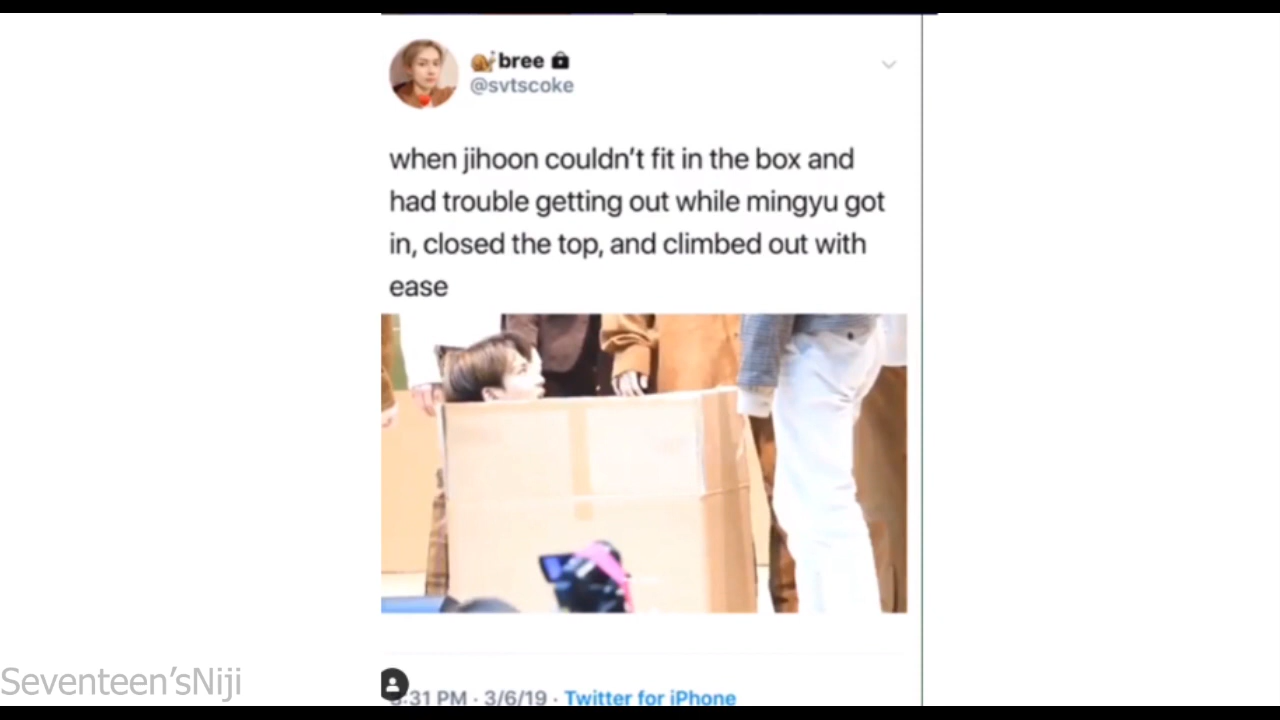 bree
@svtscoke
when jihoon couldn't fit in the box and
had trouble getting out while mingyu got
in, closed the top, and climbed out with
ease
:31 PM · 3/6/19 · Twitter for iPhone
Seventeen'sNiji